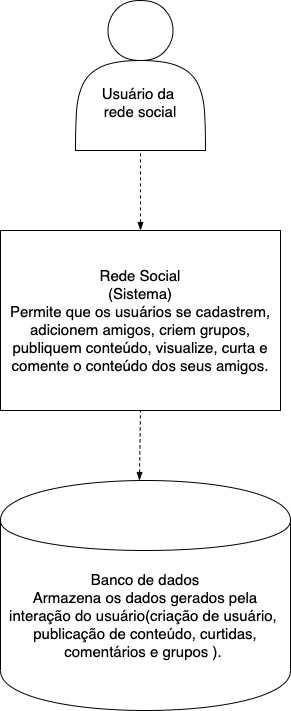 Usuário da
rede social
Rede Social
(Sistema)
Permite que os usuários se cadastrem,
adicionem amigos, criem grupos,
publiquem conteúdo, visualize, curta e
comente o conteúdo dos seus amigos.
Banco de dados
Armazena os dados gerados pela
interação do usuário(criação de usuário,
publicação de conteúdo, curtidas,
comentários e grupos ).